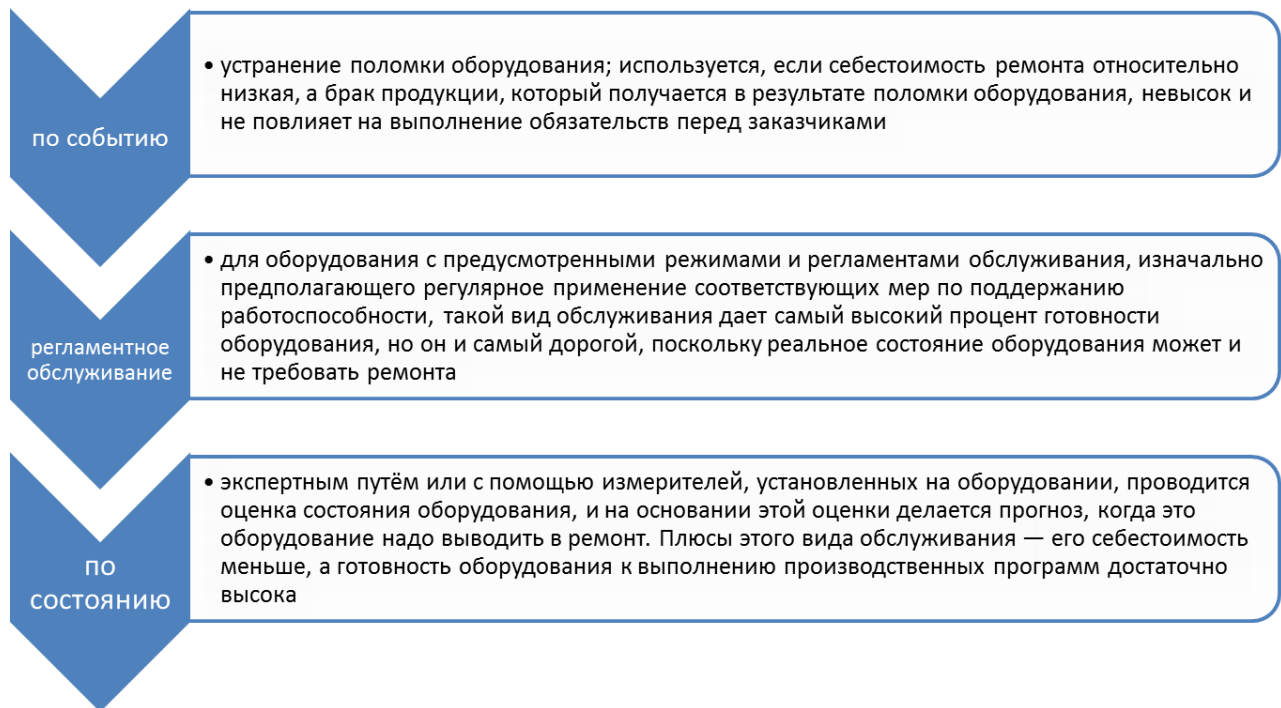 по событию
• устранение поломки оборудования; используется, если себестоимость ремонта относительно
низкая, а брак продукции, который получается в результате поломки оборудования, невысок и
не повлияет на выполнение обязательств перед заказчиками
регламентное
обслуживание
• для оборудования с предусмотренными режимами и регламентами обслуживания, изначально
предполагающего регулярное применение соответствующих мер по поддержанию
работоспособности, такой вид обслуживания дает самый высокий процент готовности
оборудования, но он и самый дорогой, поскольку реальное состояние оборудования может и
не требовать ремонта
по
состоянию
• экспертным путём или с помощью измерителей, установленных на оборудовании, проводится
оценка состояния оборудования, и на основании этой оценки делается прогноз, когда это
оборудование надо выводить в ремонт. Плюсы этого вида обслуживания — его себестоимость
меньше, а готовность оборудования к выполнению производственных программ достаточно
высока